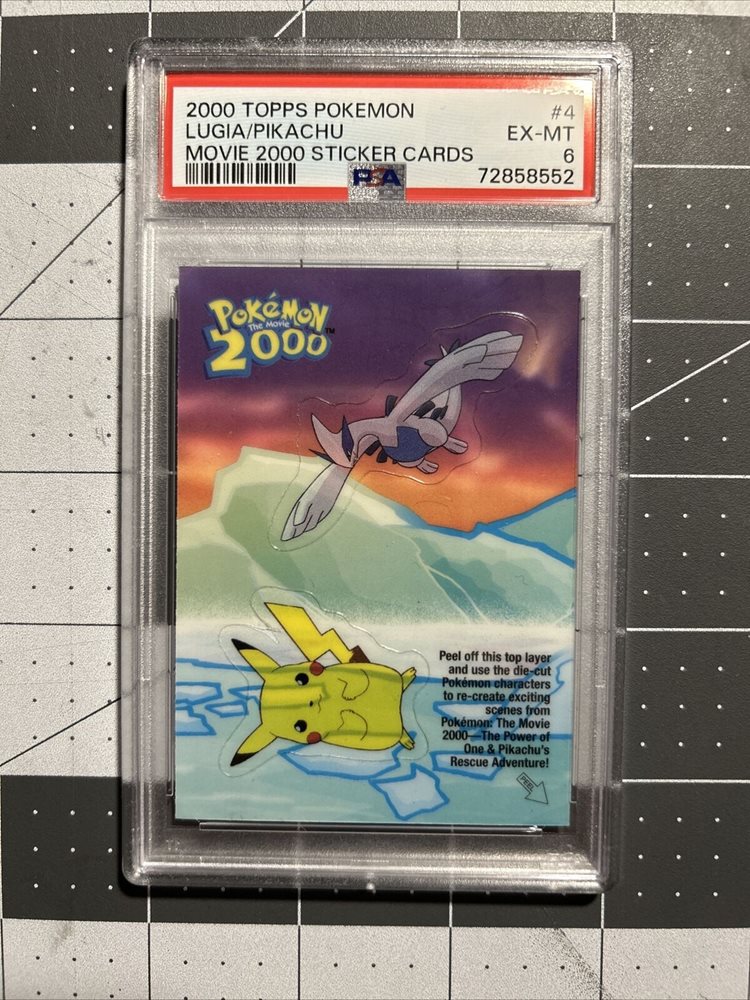 2000 TOPPS POKEMON #4
LUGIA/PIKACHU EX-MT
MOVIE 2000 STICKER CARDS 6
PSA 72858552
POKéMON
The Movie
2000 TM
Peel off this top layer
and use the die-cut
Pokémon characters
to re-create exciting
scenes from
Pokémon: The Movie
2000—The Power of
One & Pikachu's
Rescue Adventure!
PEEL